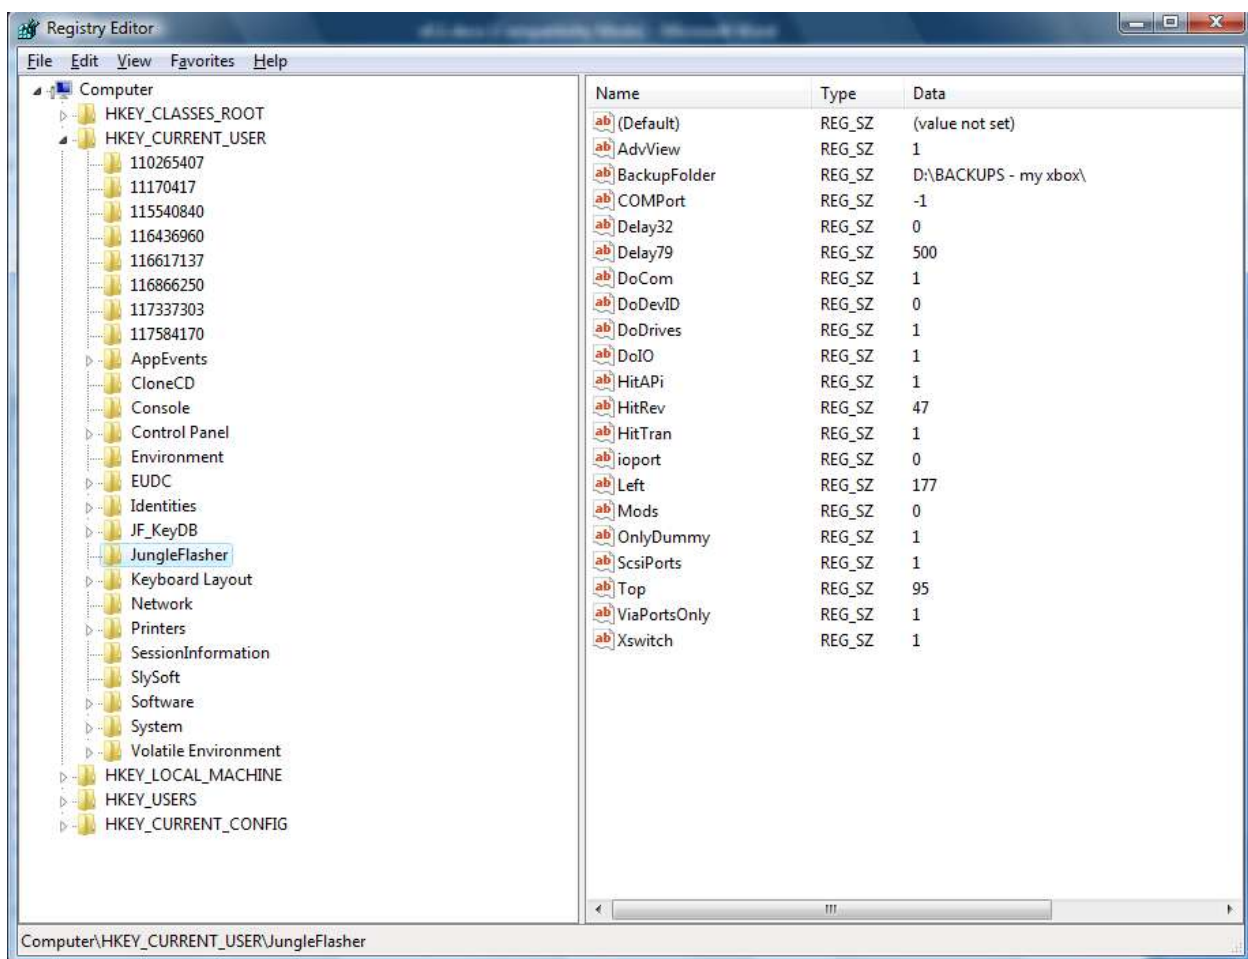 Registry Editor
File Edit View Favorites Help
Computer
HKEY_CLASSES_ROOT
HKEY_CURRENT_USER
110265407
11170417
115540840
116436960
116617137
116866250
117337303
117584170
AppEvents
CloneCD
Console
Control Panel
Environment
EUDC
Identities
JF_KeyDB
JungleFlasher
Keyboard Layout
Network
Printers
SessionInformation
SlySoft
Software
System
Volatile Environment
HKEY_LOCAL_MACHINE
HKEY_USERS
HKEY_CURRENT_CONFIG
Name Type Data
(Default) REG_SZ (value not set)
AdvView REG_SZ 1
BackupFolder REG_SZ D:\BACKUPS - my xbox\
COMPort REG_SZ -1
Delay32 REG_SZ 0
Delay79 REG_SZ 500
DoCom REG_SZ 1
DoDevID REG_SZ 0
DoDrives REG_SZ 1
DoIO REG_SZ 1
HitAPi REG_SZ 1
HitRev REG_SZ 47
HitTran REG_SZ 1
ioport REG_SZ 0
Left REG_SZ 177
Mods REG_SZ 0
OnlyDummy REG_SZ 1
ScsiPorts REG_SZ 1
Top REG_SZ 95
ViaPortsOnly REG_SZ 1
Xswitch REG_SZ 1
Computer\HKEY_CURRENT_USER\JungleFlasher